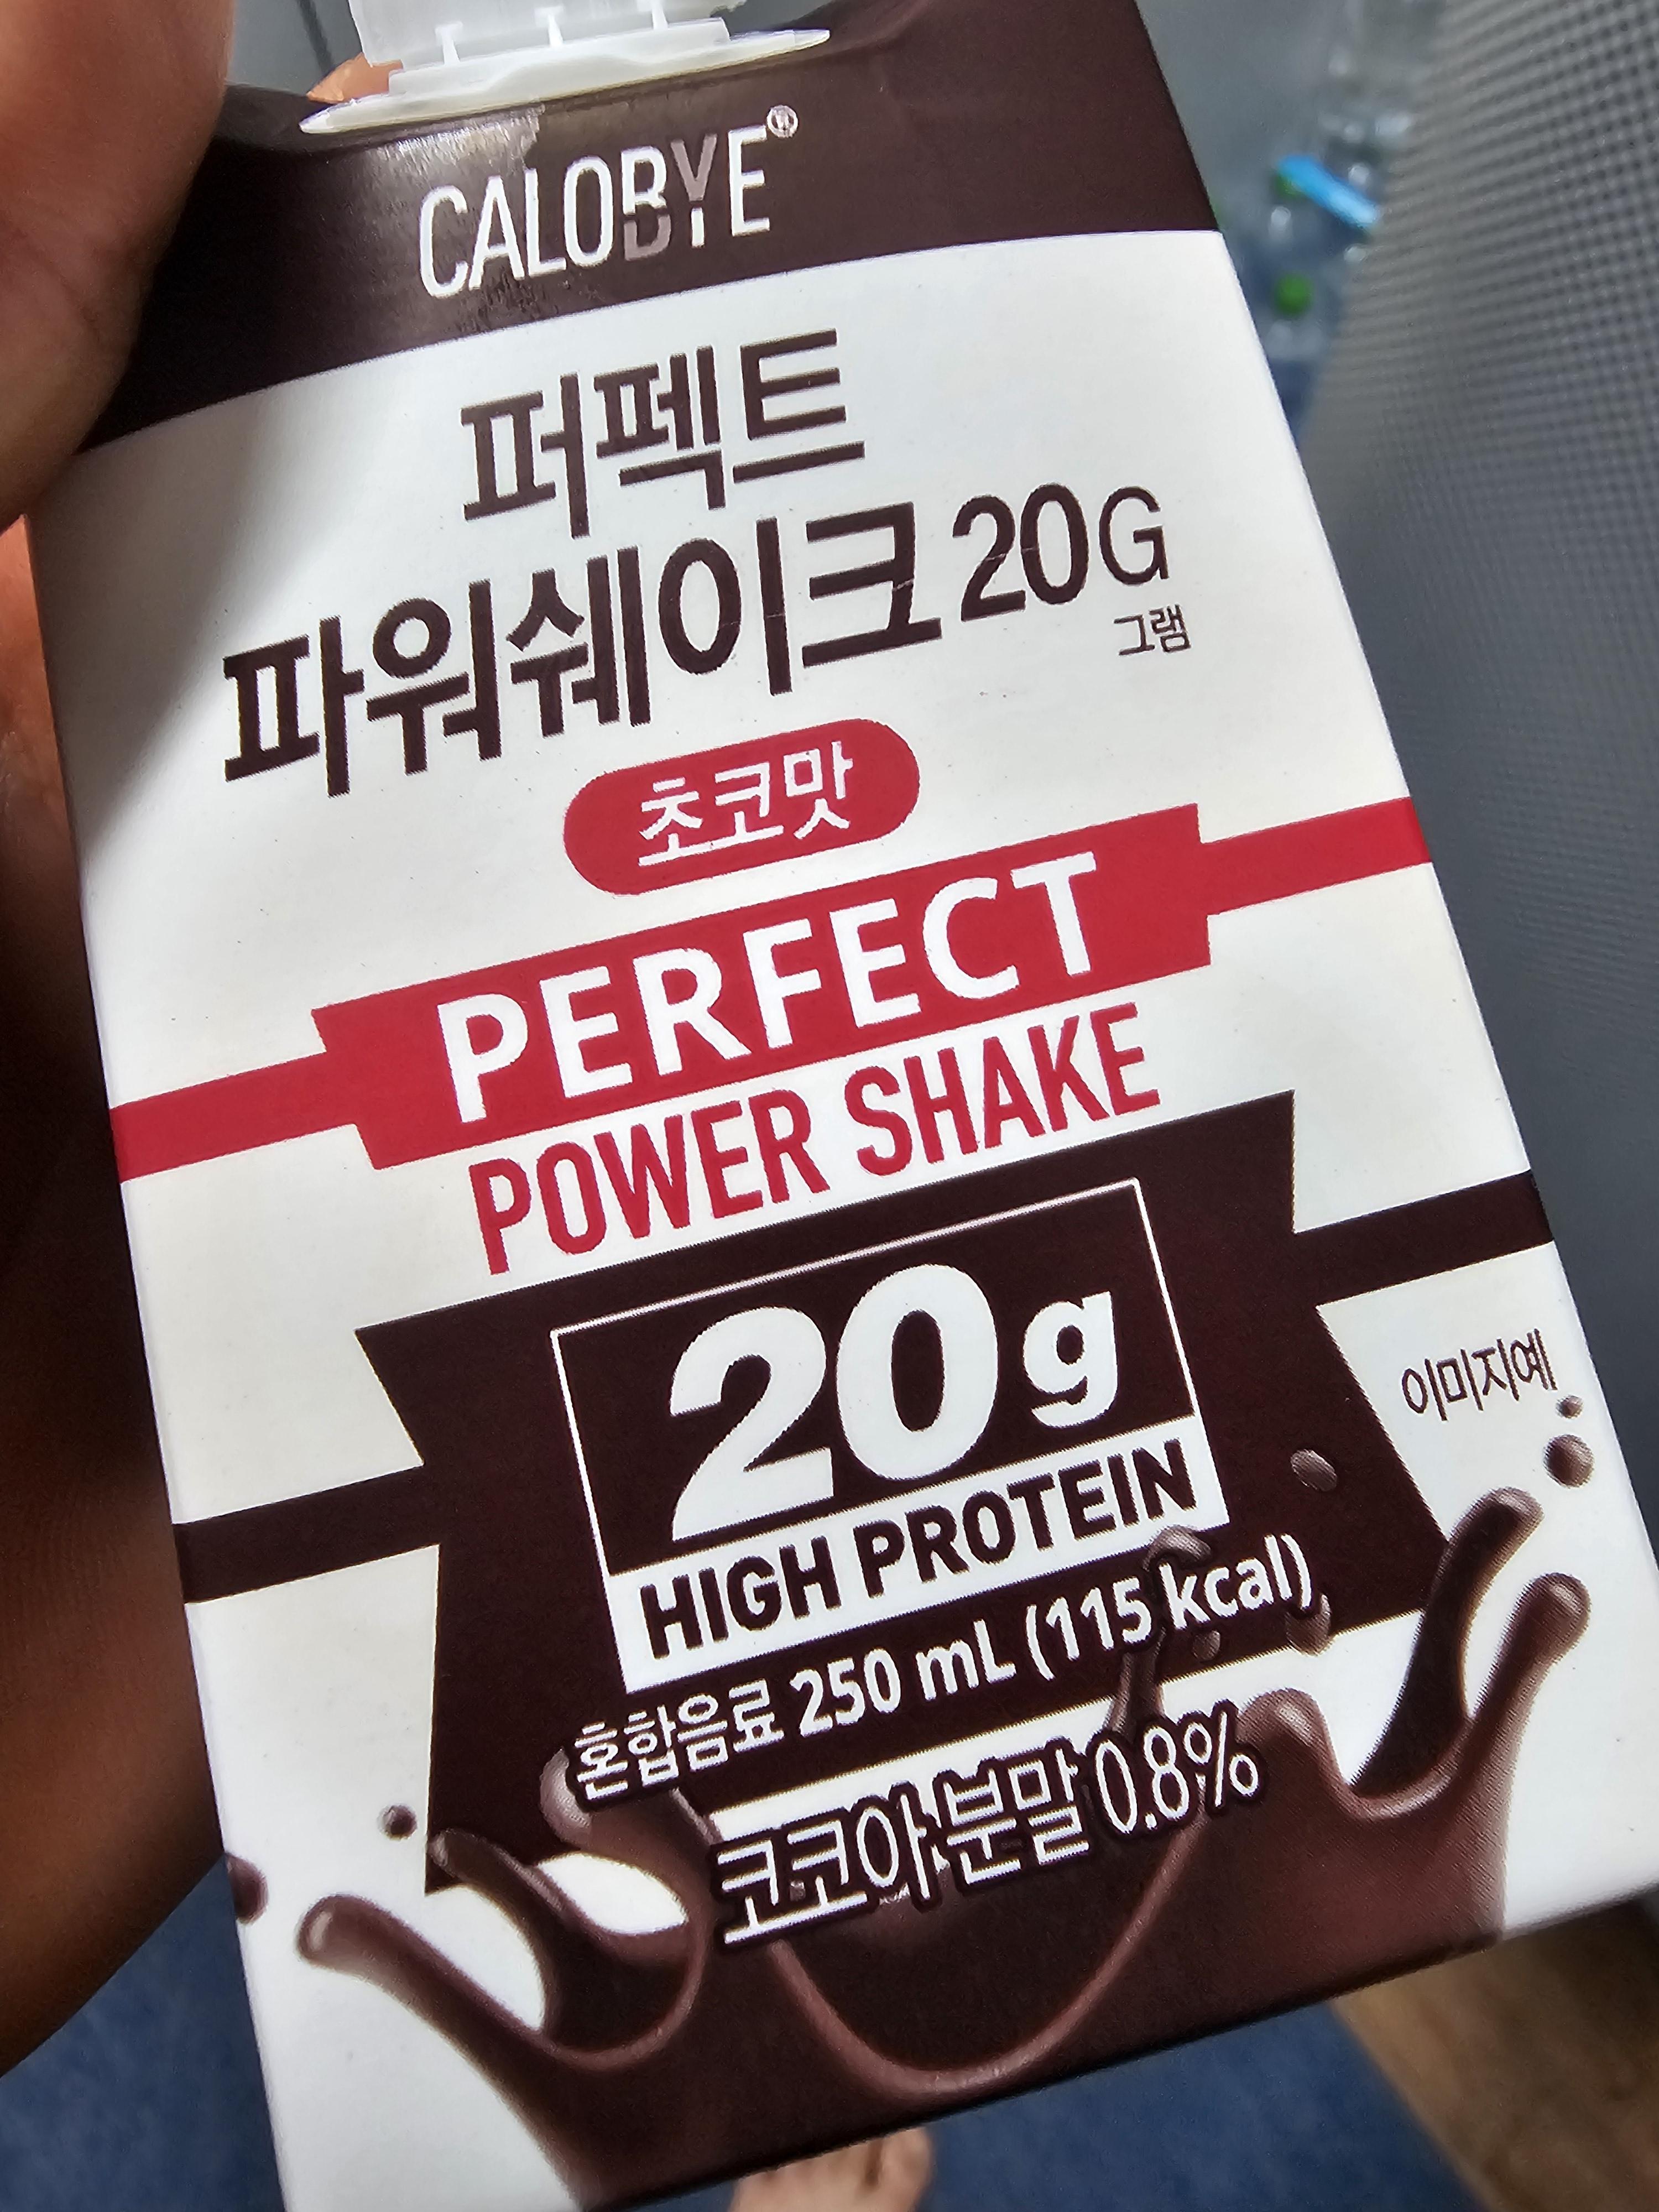 CALOBYE®
퍼펙트
파워쉐이크 20G
그램
초코맛
PERFECT
POWER SHAKE
20g
HIGH PROTEIN
이미지예
혼합음료 250 mL (115 kcal)
코코아분말 0.8%